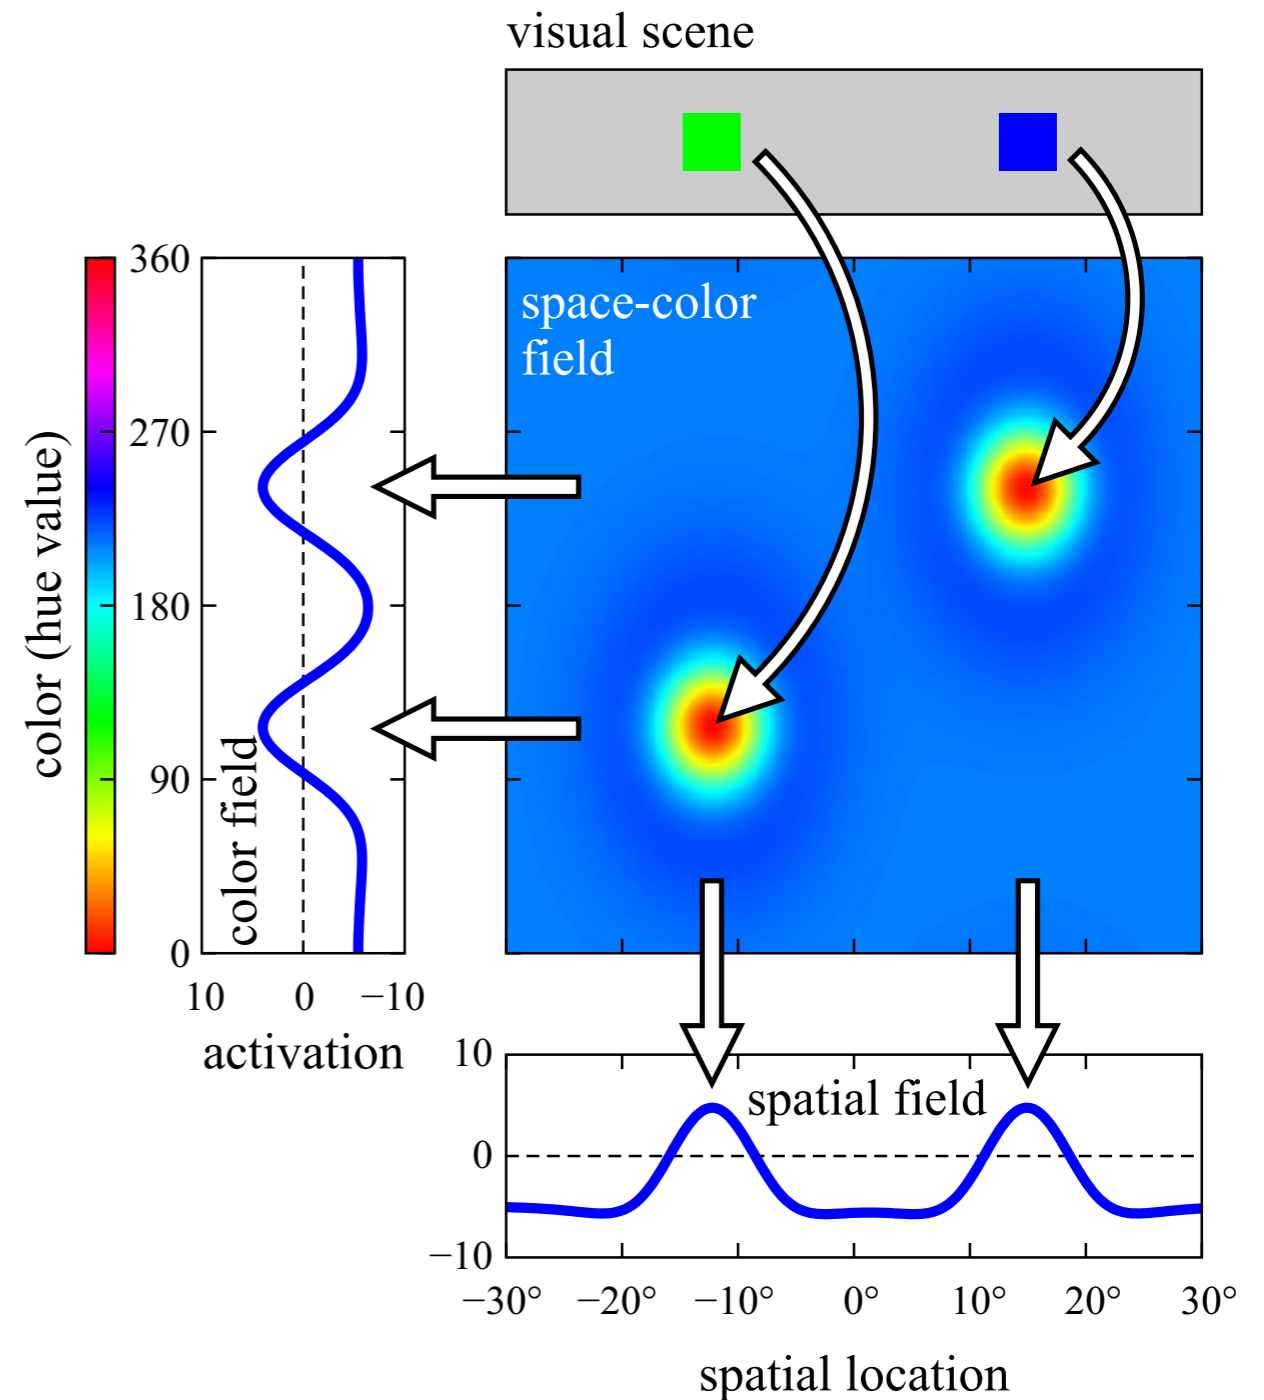 visual scene
space-color
field
color (hue value)
360
270
180
90
0
color field
10 0 −10
activation
10
0
−10
spatial field
−30° −20° −10° 0° 10° 20° 30°
spatial location